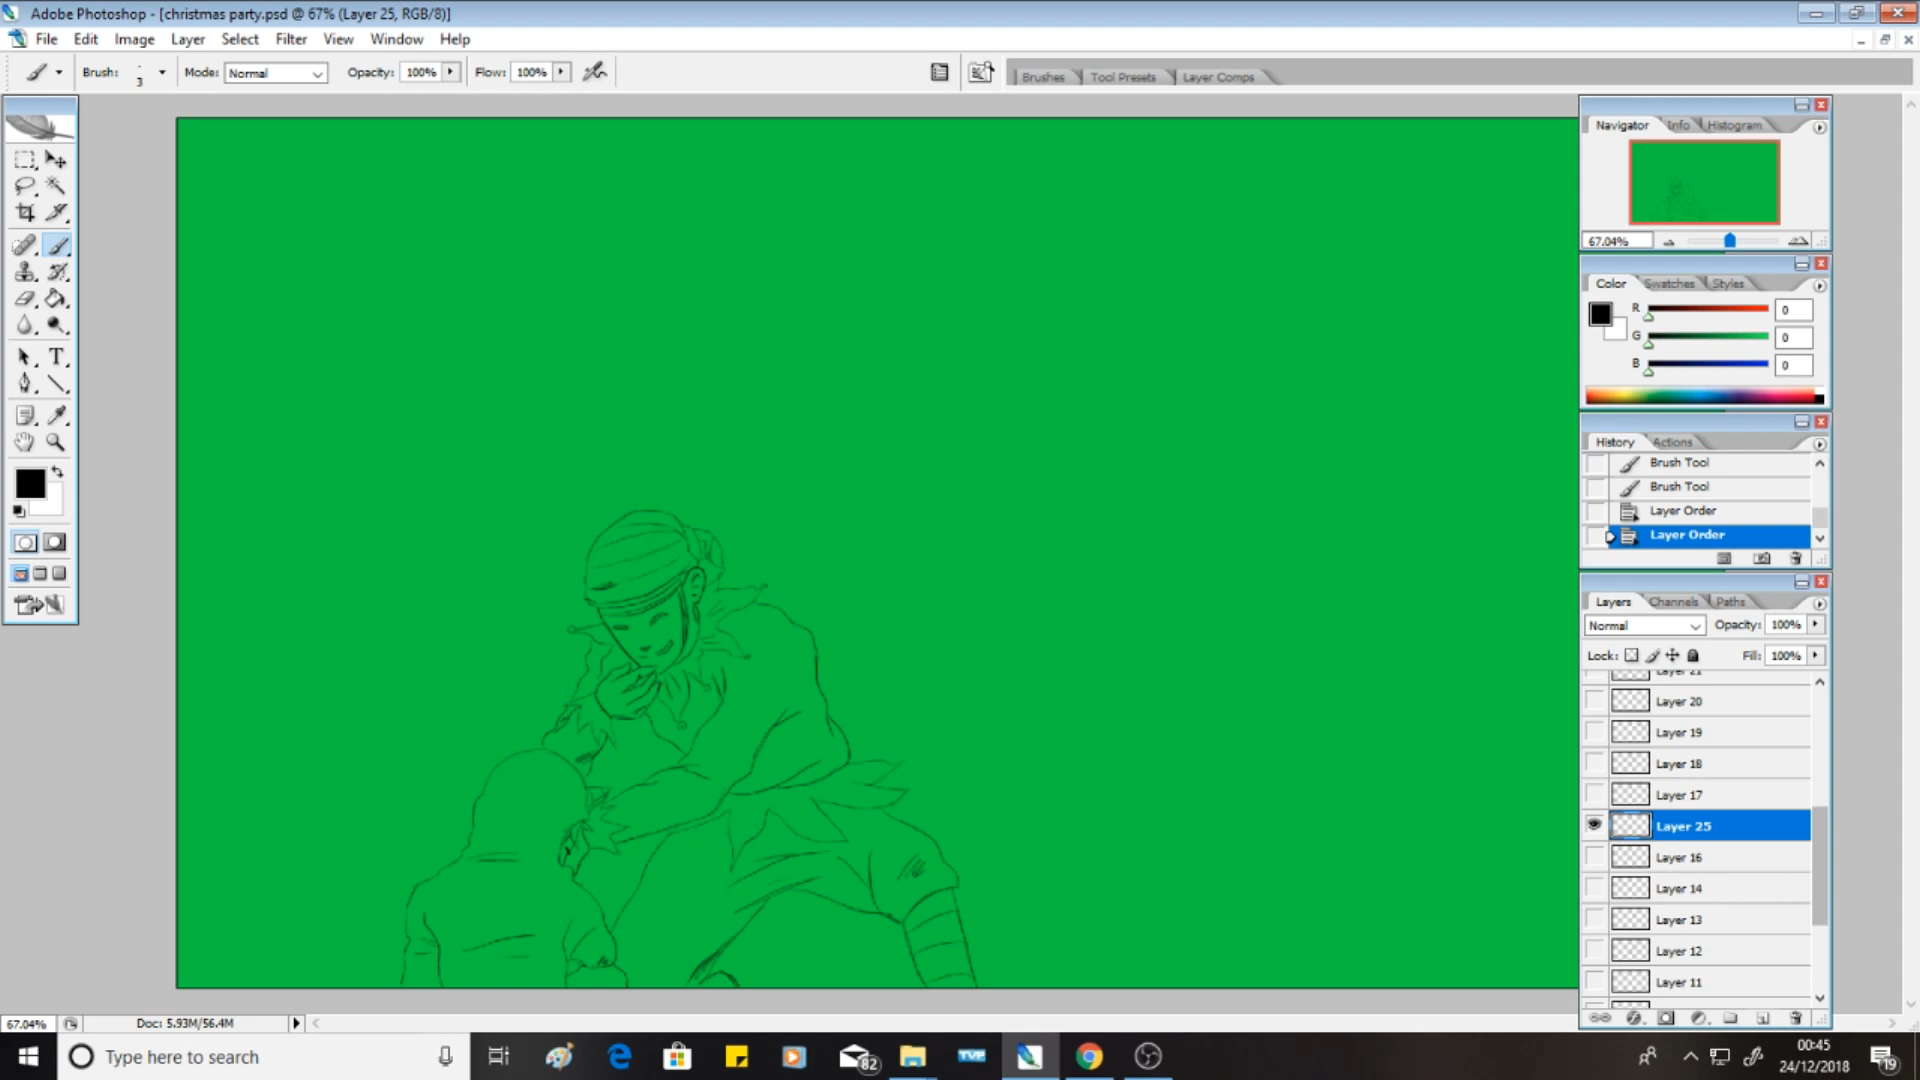 Adobe Photoshop - [christmas party.psd @ 67% (Layer 25, RGB/8)]
File Edit Image Layer Select Filter View Window Help
Brush: 3 Mode: Normal Opacity: 100% Flow: 100% Brushes Tool Presets Layer Comps
Navigator Info Histogram
67.04%
Color Swatches Styles
R 0
G 0
B 0
History Actions
Brush Tool
Brush Tool
Layer Order
Layer Order
Layers Channels Paths
Normal Opacity: 100%
Lock: Fill: 100%
Layer 21
Layer 20
Layer 19
Layer 18
Layer 17
Layer 25
Layer 16
Layer 14
Layer 13
Layer 12
Layer 11
67.04% Doc: 5.93M/56.4M
Type here to search 82 TVP 00:45 19
24/12/2018